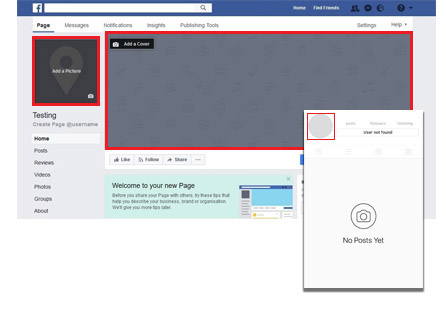 f
Home Find Friends
Page Messages Notifications Insights Publishing Tools Settings Help
Add a Picture
Add a Cover
Testing
Create Page @username
Home
Posts
Reviews
Videos
Photos
Groups
About
Like Follow Share ...
Welcome to your new Page
Before you share your Page with others, try these tips that
help you describe your business, brand or organisation.
We'll give you more tips later.
posts followers following
User not found
No Posts Yet